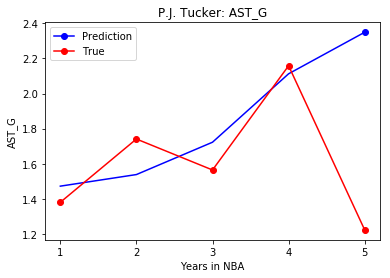 P.J. Tucker: AST_G
Prediction
True
2.4
2.2
2.0
1.8
1.6
1.4
1.2
AST_G
1 2 3 4 5
Years in NBA